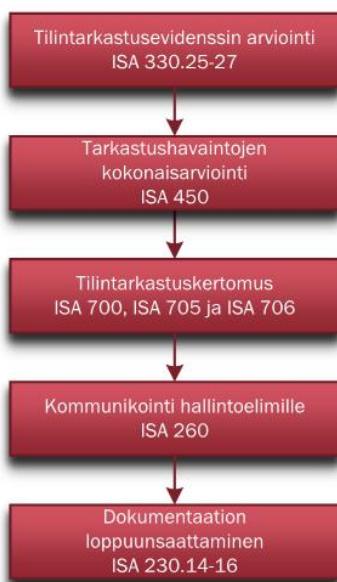 Tilintarkastusevidenssin arviointi
ISA 330.25-27
Tarkastushavaintojen
kokonaisarviointi
ISA 450
Tilintarkastuskertomus
ISA 700, ISA 705 ja ISA 706
Kommunikointi hallintoelimille
ISA 260
Dokumentaation
loppuunsaattaminen
ISA 230.14-16